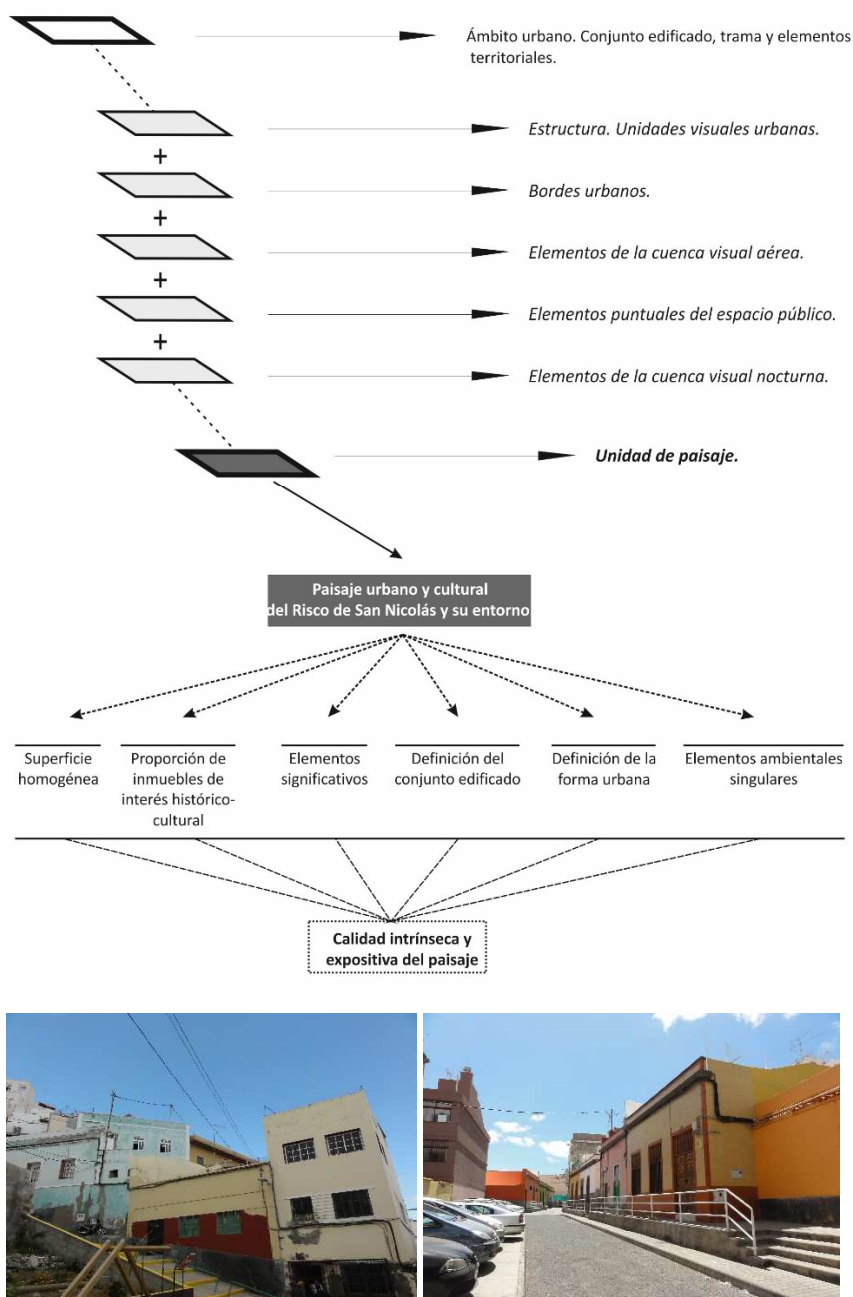 Ámbito urbano. Conjunto edificado, trama y elementos
territoriales.
Estructura. Unidades visuales urbanas.
+
Bordes urbanos.
+
Elementos de la cuenca visual aérea.
+
Elementos puntuales del espacio público.
+
Elementos de la cuenca visual nocturna.
Unidad de paisaje.
Paisaje urbano y cultural
del Risco de San Nicolás y su entorno
Superficie
homogénea
Proporción de
inmuebles de
interés histórico-
cultural
Elementos
significativos
Definición del
conjunto edificado
Definición de la
forma urbana
Elementos ambientales
singulares
Calidad intrínseca y
expositiva del paisaje